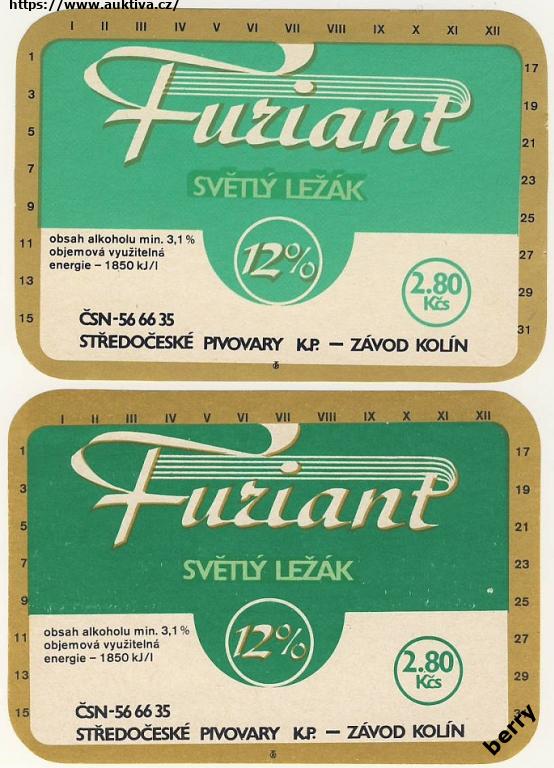 https://www.auktiva.cz/
I II III IV V VI VII VIII IX X XI XII
1 17
3 19
5 21
7 23
9 25
11 27
13 29
15 31
Furiant
SVĚTLÝ LEŽÁK
12%
obsah alkoholu min. 3,1%
objemová využitelná
energie – 1850 kJ/l
2.80
Kčs
ČSN-56 66 35
STŘEDOČESKÉ PIVOVARY K.P. – ZÁVOD KOLÍN
I II III IV V VI VII VIII IX X XI XII
1 17
3 19
5 21
7 23
9 25
11 27
13 29
15
Furiant
SVĚTLÝ LEŽÁK
12%
obsah alkoholu min. 3,1%
objemová využitelná
energie – 1850 kJ/l
2.80
Kčs
ČSN-56 66 35
STŘEDOČESKÉ PIVOVARY K.P. – ZÁVOD KOLÍN
berry